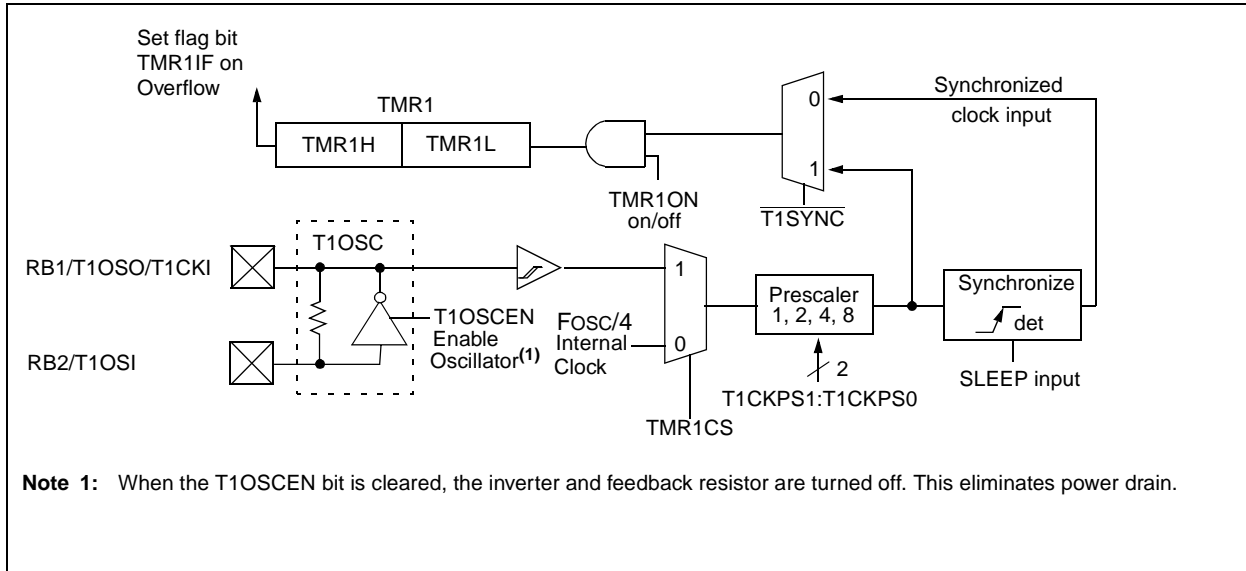 Set flag bit
TMR1IF on
Overflow
TMR1
TMR1H
TMR1L
TMR1ON
on/off
0
1
T1SYNC
Synchronized
clock input
RB1/T1OSO/T1CKI
RB2/T1OSI
T1OSC
T1OSCEN
Enable
Oscillator(1)
FOSC/4
Internal
Clock
1
0
TMR1CS
Prescaler
1, 2, 4, 8
2
T1CKPS1:T1CKPS0
Synchronize
det
SLEEP input
Note 1: When the T1OSCEN bit is cleared, the inverter and feedback resistor are turned off. This eliminates power drain.